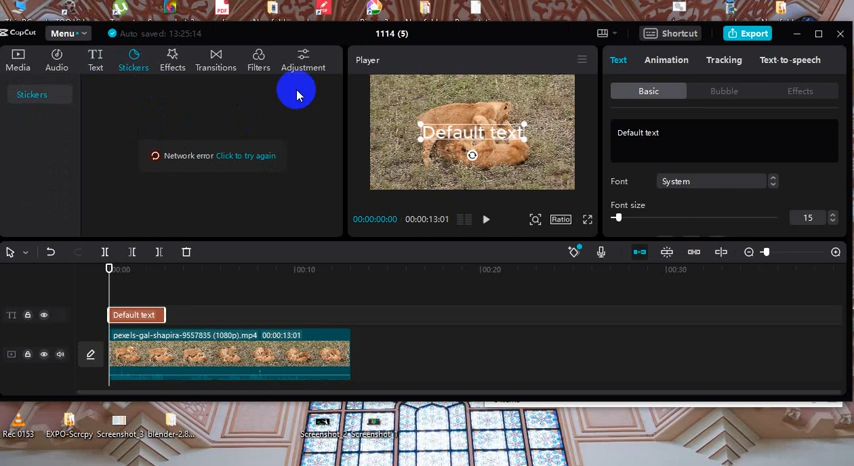 CapCut Menu Auto saved: 13:25:14 1114 (5) Shortcut Export
Media Audio Text Stickers Effects Transitions Filters Adjustment
Player
Text Animation Tracking Text-to-speech
Stickers
Basic Bubble Effects
Default text
Default text
Network error Click to try again
Font System
Font size
15
00:00:00:00 00:00:13:01 Ratio
00:00 00:10 00:20 00:30
TI Default text
pexels-gal-shapira-9557835 (1080p).mp4 00:00:13:01
Rec 0153 EXPO-Scrcpy Screenshot_3 blender-2.8...